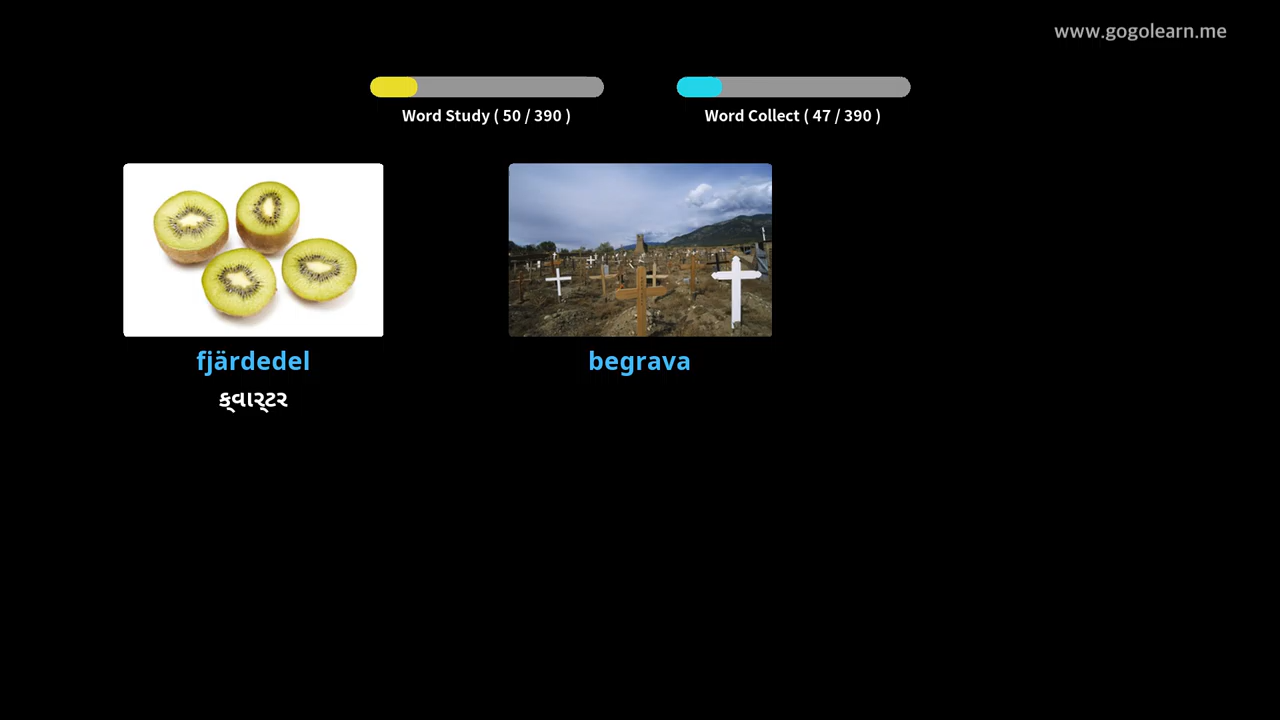 www.gogolearn.me
Word Study ( 50 / 390 )
Word Collect ( 47 / 390 )
fjärdedel
begrava
ક્વાર્ટર